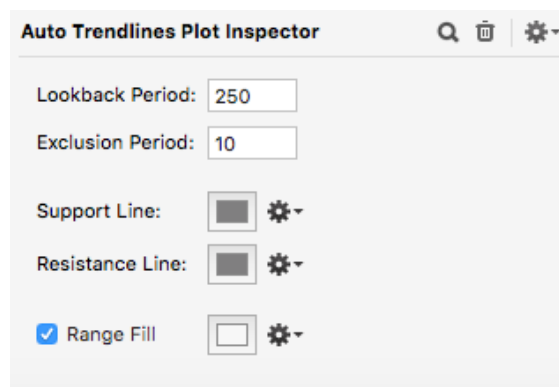 Auto Trendlines Plot Inspector
Lookback Period: 250
Exclusion Period: 10
Support Line:
Resistance Line:
Range Fill